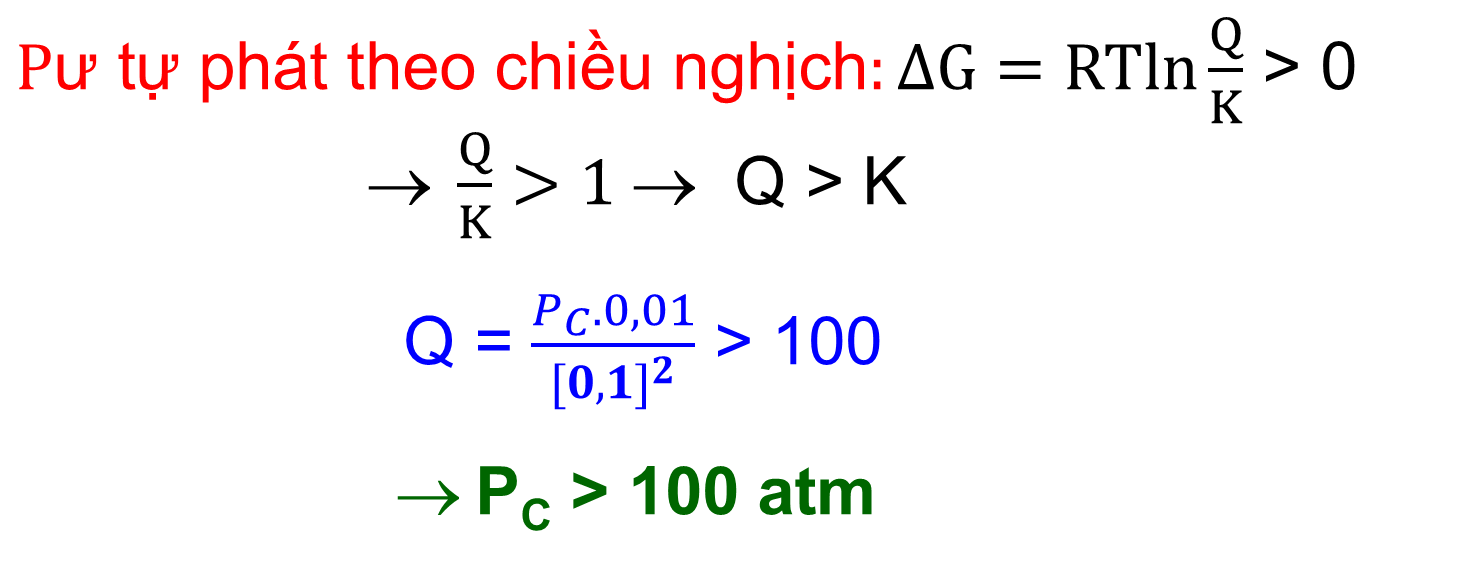 Pư tự phát theo chiều nghịch: ΔG = RTln Q/K > 0
→ Q/K > 1 → Q > K
Q = P_C.0,01/[0,1]² > 100
→ P_C > 100 atm